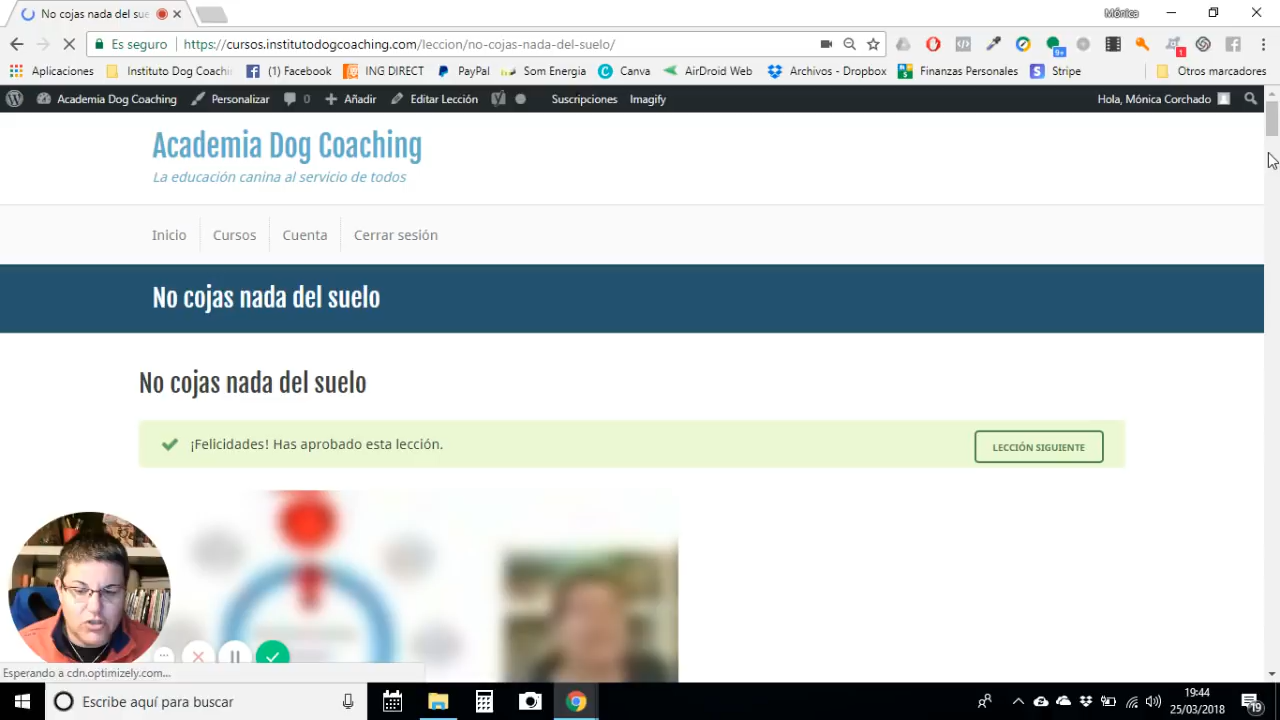 No cojas nada del sue
Mónica
Es seguro
https://cursos.institutodogcoaching.com/leccion/no-cojas-nada-del-suelo/
9+
1
Aplicaciones
Instituto Dog Coachi
(1) Facebook
ING DIRECT
PayPal
Som Energia
Canva
AirDroid Web
Archivos - Dropbox
Finanzas Personales
Stripe
Otros marcadores
Academia Dog Coaching
Personalizar
0
Añadir
Editar Lección
Suscripciones
Imagify
Hola, Mónica Corchado
Academia Dog Coaching
La educación canina al servicio de todos
Inicio
Cursos
Cuenta
Cerrar sesión
No cojas nada del suelo
No cojas nada del suelo
¡Felicidades! Has aprobado esta lección.
LECCIÓN SIGUIENTE
Esperando a cdn.optimizely.com...
Escribe aquí para buscar
19:44
25/03/2018
19